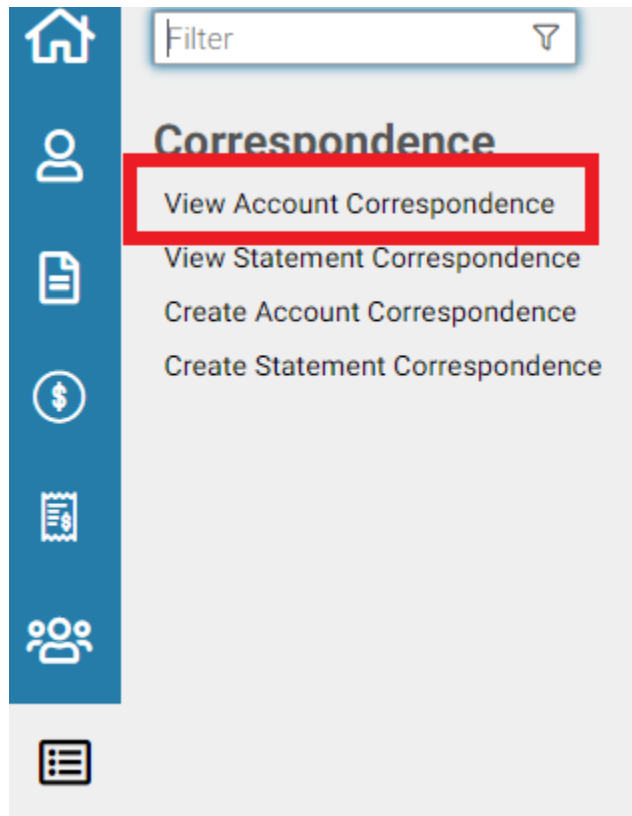 Filter
Correspondence
View Account Correspondence
View Statement Correspondence
Create Account Correspondence
Create Statement Correspondence